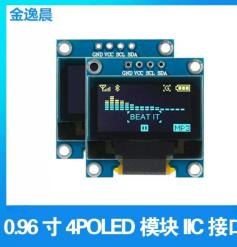 金逸晨
GND VCC SCL SDA
GND VCC SCL SDA
BEAT IT
MP3
0.96 寸 4POLED 模块 IIC 接口